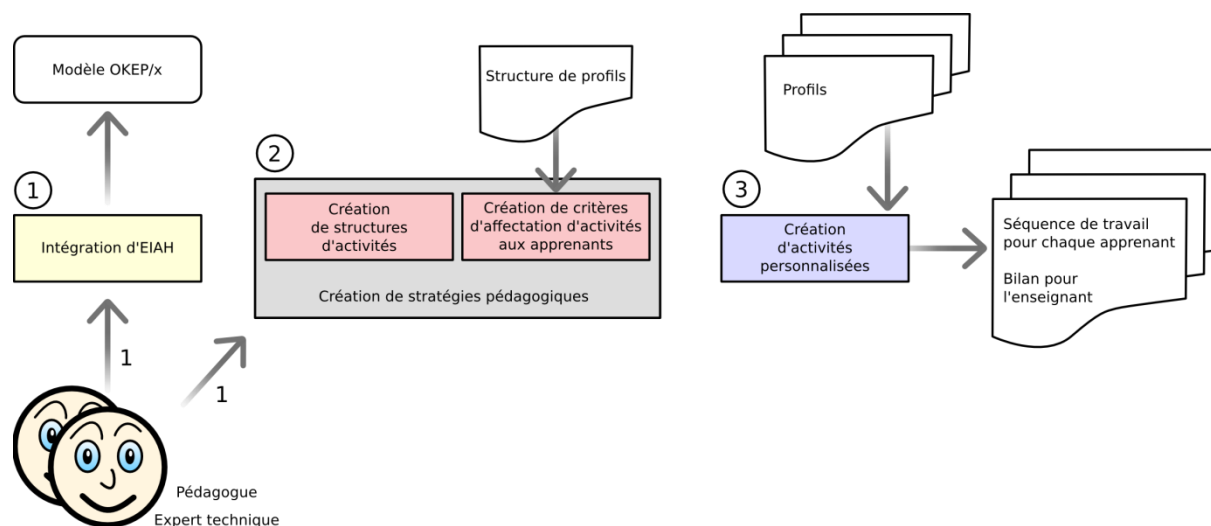 Modèle OKEP/x
1
Intégration d'EIAH
1
1
Pédagogue
Expert technique
2
Structure de profils
Création
de structures
d'activités
Création de critères
d'affectation d'activités
aux apprenants
Création de stratégies pédagogiques
Profils
3
Création
d'activités
personnalisées
Séquence de travail
pour chaque apprenant
Bilan pour
l'enseignant